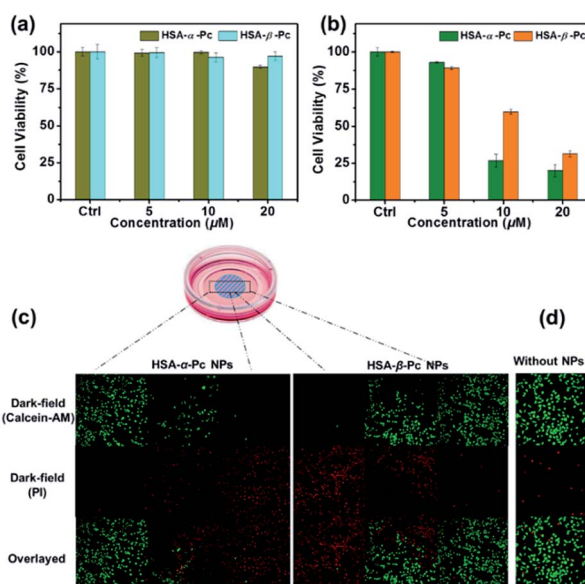 (a)
HSA-α-Pc HSA-β-Pc
Cell Viability (%)
100
75
50
25
0
Ctrl 5 10 20
Concentration (μM)
(b)
HSA-α-Pc HSA-β-Pc
Cell Viability (%)
100
75
50
25
0
Ctrl 5 10 20
Concentration (μM)
(c)
HSA-α-Pc NPs
HSA-β-Pc NPs
(d)
Without NPs
Dark-field
(Calcein-AM)
Dark-field
(PI)
Overlayed